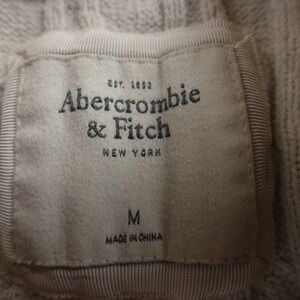 EST. 1892
Abercrombie
& Fitch
NEW YORK
M
MADE IN CHINA